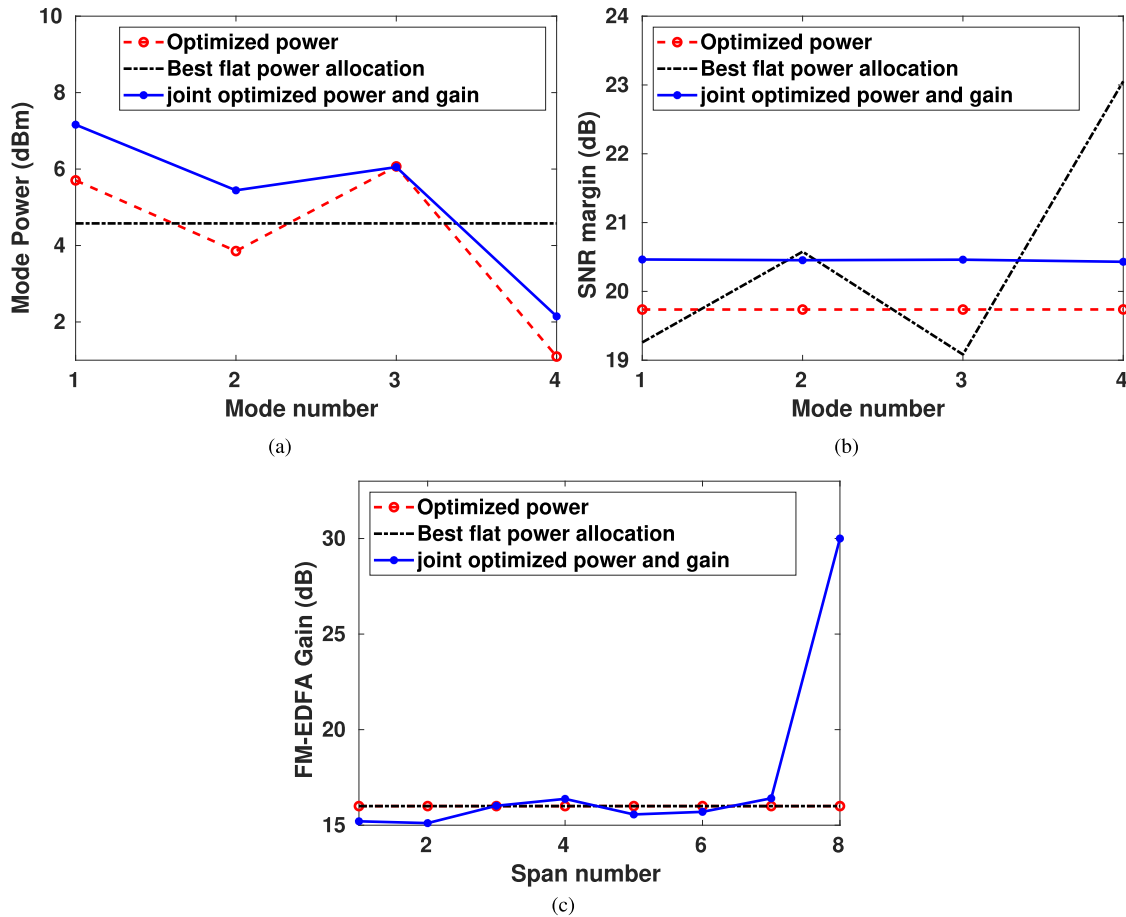 10
8
6
4
2
Mode Power (dBm)
Optimized power
Best flat power allocation
joint optimized power and gain
1 2 3 4
Mode number
(a)
24
23
22
21
20
19
SNR margin (dB)
Optimized power
Best flat power allocation
joint optimized power and gain
1 2 3 4
Mode number
(b)
30
25
20
15
FM-EDFA Gain (dB)
Optimized power
Best flat power allocation
joint optimized power and gain
2 4 6 8
Span number
(c)